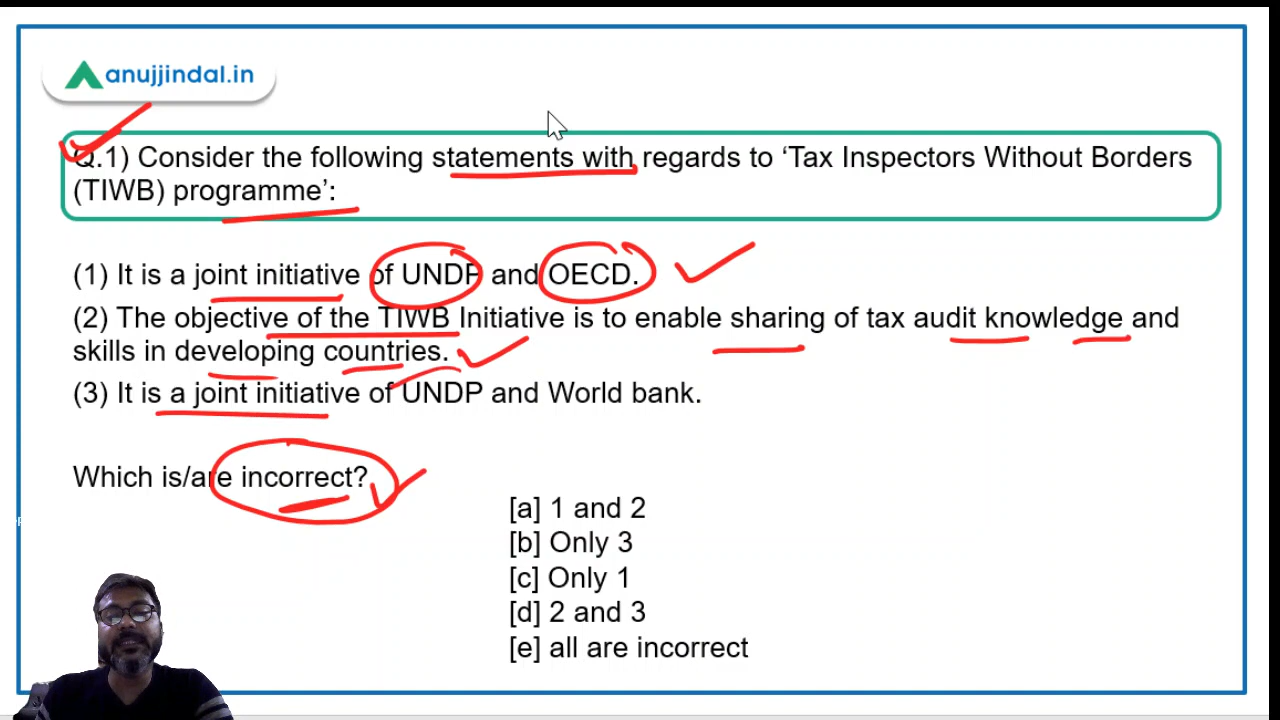 anujjindal.in
Q.1) Consider the following statements with regards to ‘Tax Inspectors Without Borders
(TIWB) programme’:
(1) It is a joint initiative of UNDP and OECD.
(2) The objective of the TIWB Initiative is to enable sharing of tax audit knowledge and
skills in developing countries.
(3) It is a joint initiative of UNDP and World bank.
Which is/are incorrect?
[a] 1 and 2
[b] Only 3
[c] Only 1
[d] 2 and 3
[e] all are incorrect